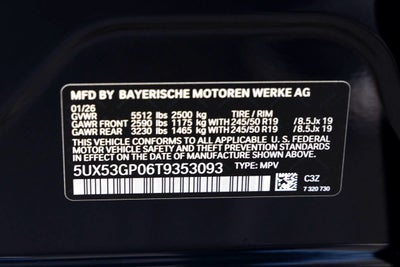 MFD BY BAYERISCHE MOTOREN WERKE AG
01/26
GVWR 5512 lbs 2500 kg TIRE / RIM
GAWR FRONT 2590 lbs 1175 kg WITH 245/50 R19 /8.5Jx 19
GAWR REAR 3230 lbs 1465 kg WITH 245/50 R19 /8.5Jx 19
THIS VEHICLE CONFORMS TO ALL APPLICABLE U. S. FEDERAL
MOTOR VEHICLE SAFETY, BUMPER, AND THEFT PREVENTION
STANDARDS IN EFFECT ON THE DATE OF MANUFACTURE SHOWN ABOVE.
5UX53GP06T9353093 TYPE: MPV
C3Z
7 320 730